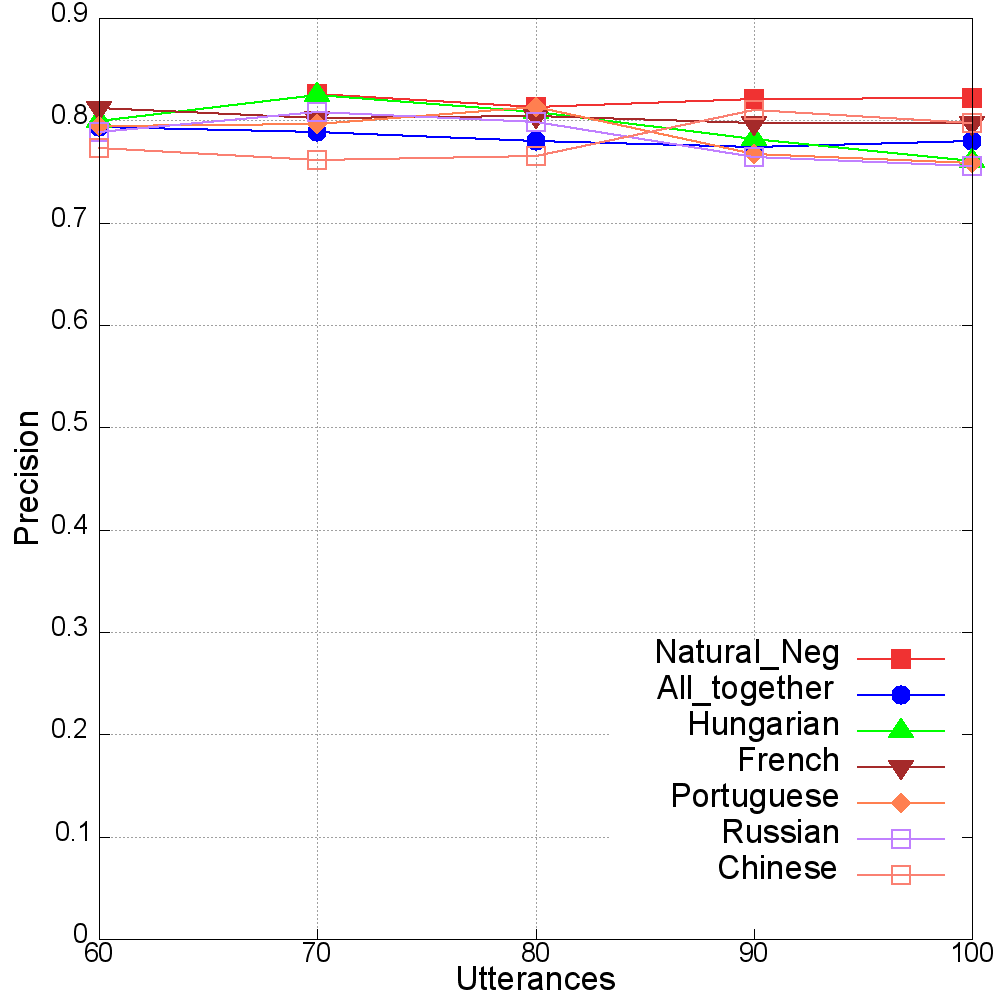 0.9
0.8
0.7
0.6
0.5
0.4
0.3
0.2
0.1
0
Precision
60 70 80 90 100
Utterances
Natural_Neg
All_together
Hungarian
French
Portuguese
Russian
Chinese